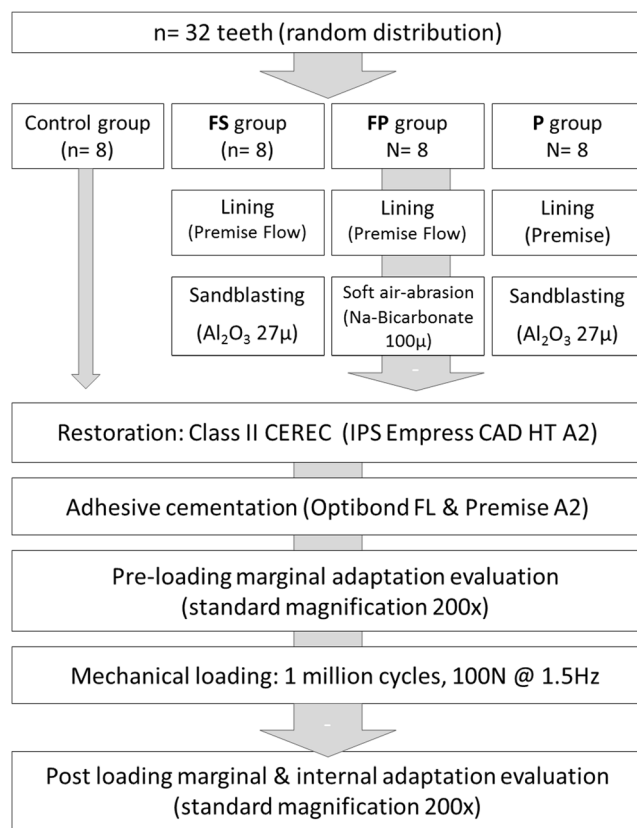 n= 32 teeth (random distribution)
Control group
(n= 8)
FS group
(n= 8)
FP group
N= 8
P group
N= 8
Lining
(Premise Flow)
Lining
(Premise Flow)
Lining
(Premise)
Sandblasting
(Al₂O₃ 27µ)
Soft air-abrasion
(Na-Bicarbonate
100µ)
Sandblasting
(Al₂O₃ 27µ)
Restoration: Class II CEREC (IPS Empress CAD HT A2)
Adhesive cementation (Optibond FL & Premise A2)
Pre-loading marginal adaptation evaluation
(standard magnification 200x)
Mechanical loading: 1 million cycles, 100N @ 1.5Hz
Post loading marginal & internal adaptation evaluation
(standard magnification 200x)